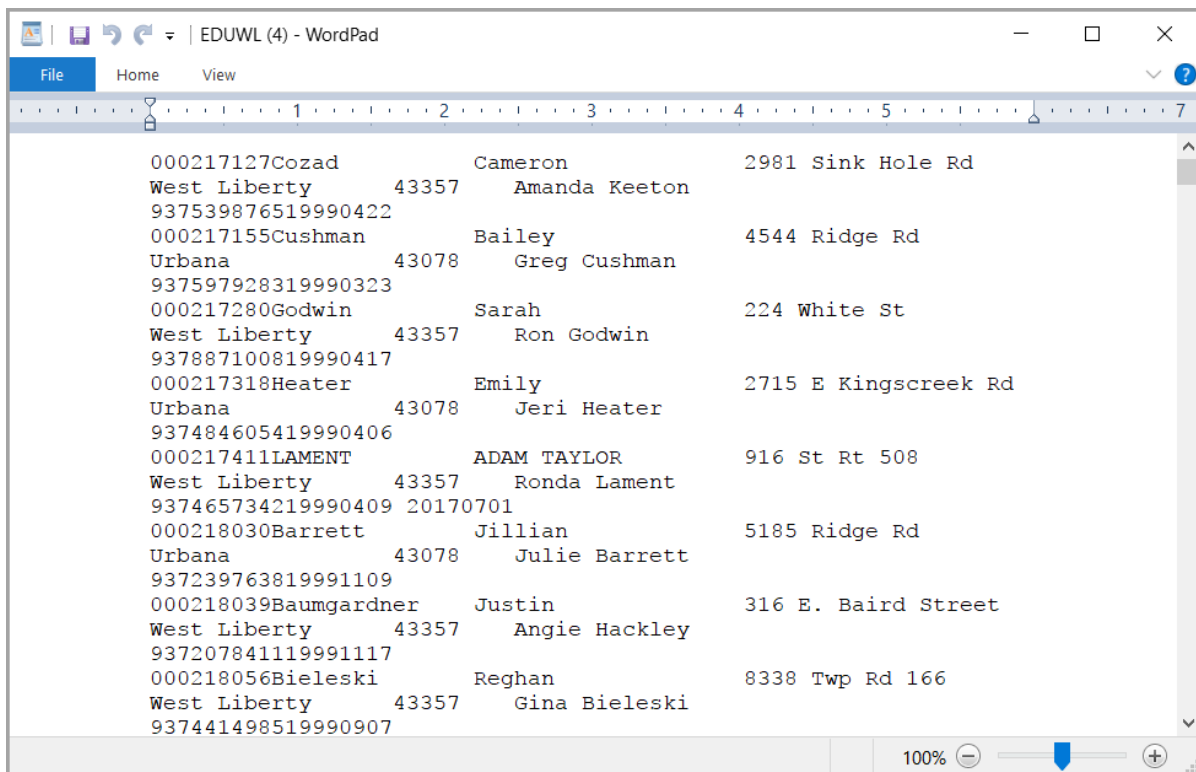 EDUWL (4) - WordPad
File Home View
1 2 3 4 5 7
000217127Cozad Cameron 2981 Sink Hole Rd
West Liberty 43357 Amanda Keeton
937539876519990422
000217155Cushman Bailey 4544 Ridge Rd
Urbana 43078 Greg Cushman
937597928319990323
000217280Godwin Sarah 224 White St
West Liberty 43357 Ron Godwin
937887100819990417
000217318Heater Emily 2715 E Kingscreek Rd
Urbana 43078 Jeri Heater
937484605419990406
000217411LAMENT ADAM TAYLOR 916 St Rt 508
West Liberty 43357 Ronda Lament
937465734219990409 20170701
000218030Barrett Jillian 5185 Ridge Rd
Urbana 43078 Julie Barrett
937239763819991109
000218039Baumgardner Justin 316 E. Baird Street
West Liberty 43357 Angie Hackley
937207841119991117
000218056Bieleski Reghan 8338 Twp Rd 166
West Liberty 43357 Gina Bieleski
937441498519990907
100%